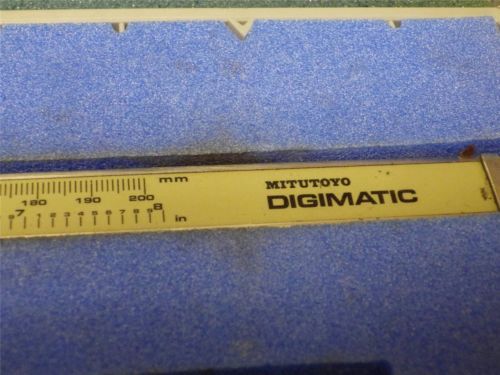 180 190 200 mm
7 1 2 3 4 5 6 7 8 9 8 in
MITUTOYO
DIGIMATIC